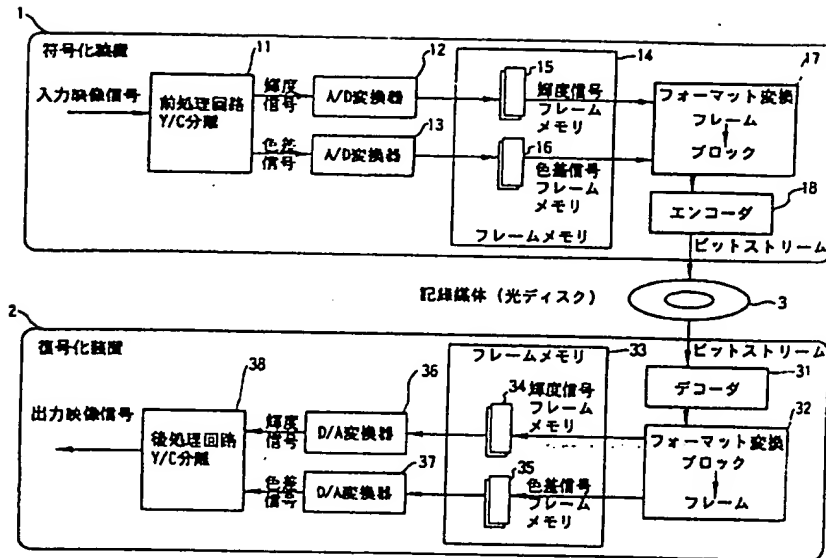 1
符号化装置
入力映像信号
11
前処理回路
Y/C分離
輝度
信号
色差
信号
12
A/D変換器
13
A/D変換器
14
15
輝度信号
フレーム
メモリ
16
色差信号
フレーム
メモリ
フレームメモリ
17
フォーマット変換
フレーム
ブロック
18
エンコーダ
ビットストリーム
記録媒体 (光ディスク)
3
2
復号化装置
出力映像信号
38
後処理回路
Y/C分離
輝度
信号
色差
信号
36
D/A変換器
37
D/A変換器
フレームメモリ
33
34
輝度信号
フレーム
メモリ
35
色差信号
フレーム
メモリ
ビットストリーム
31
デコーダ
32
フォーマット変換
ブロック
フレーム